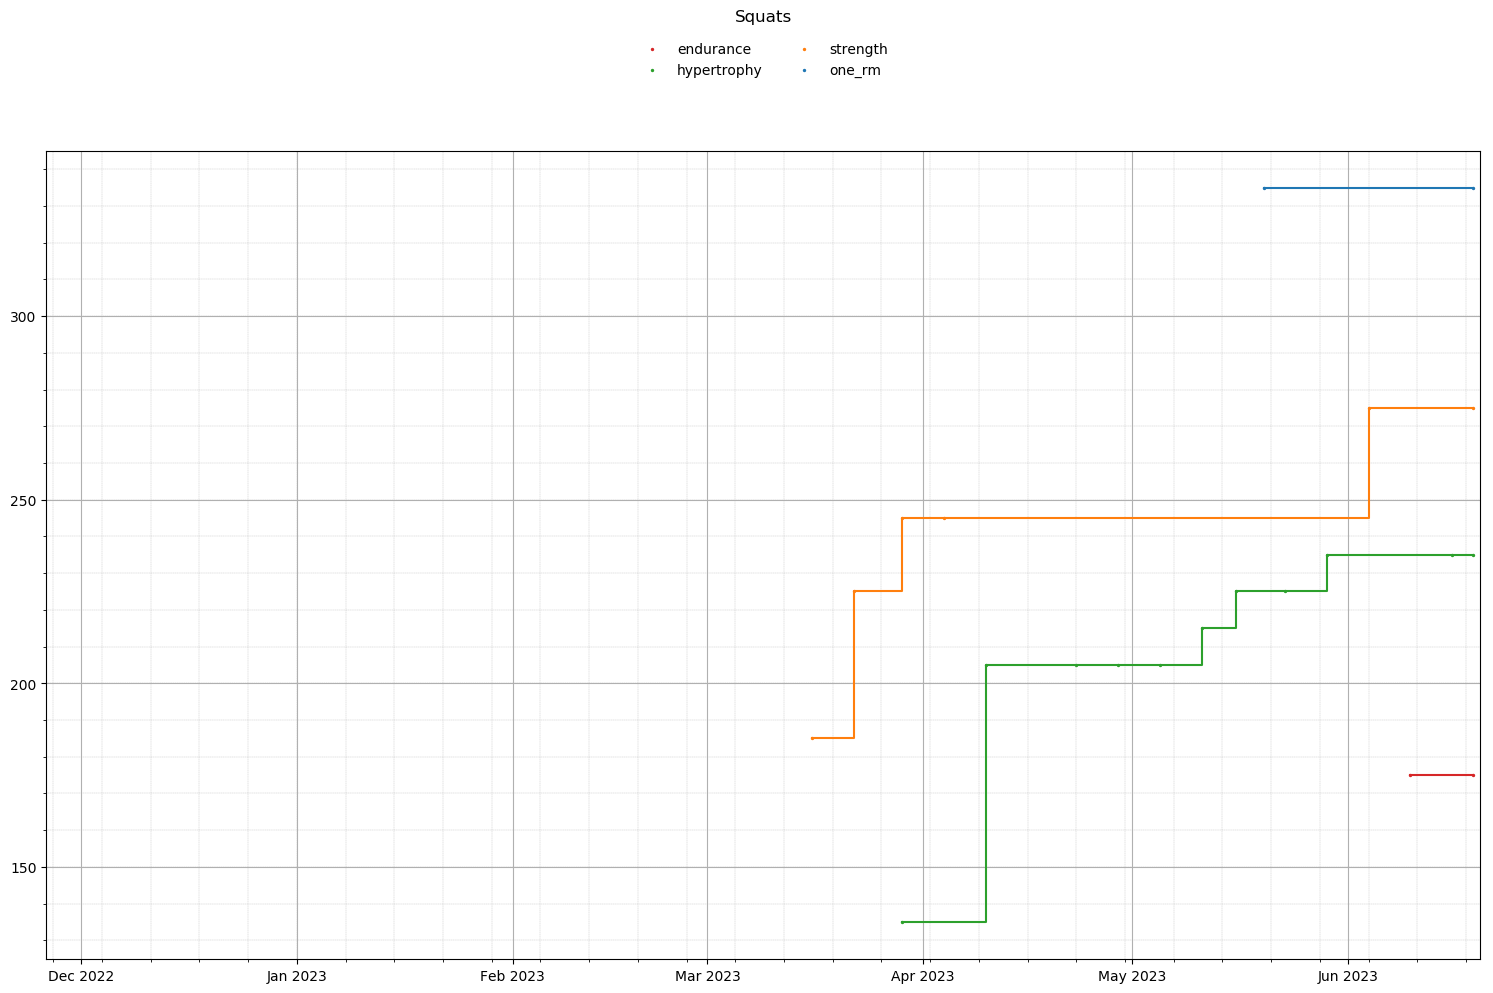 Squats
endurance strength
hypertrophy one_rm
300
250
200
150
Dec 2022 Jan 2023 Feb 2023 Mar 2023 Apr 2023 May 2023 Jun 2023